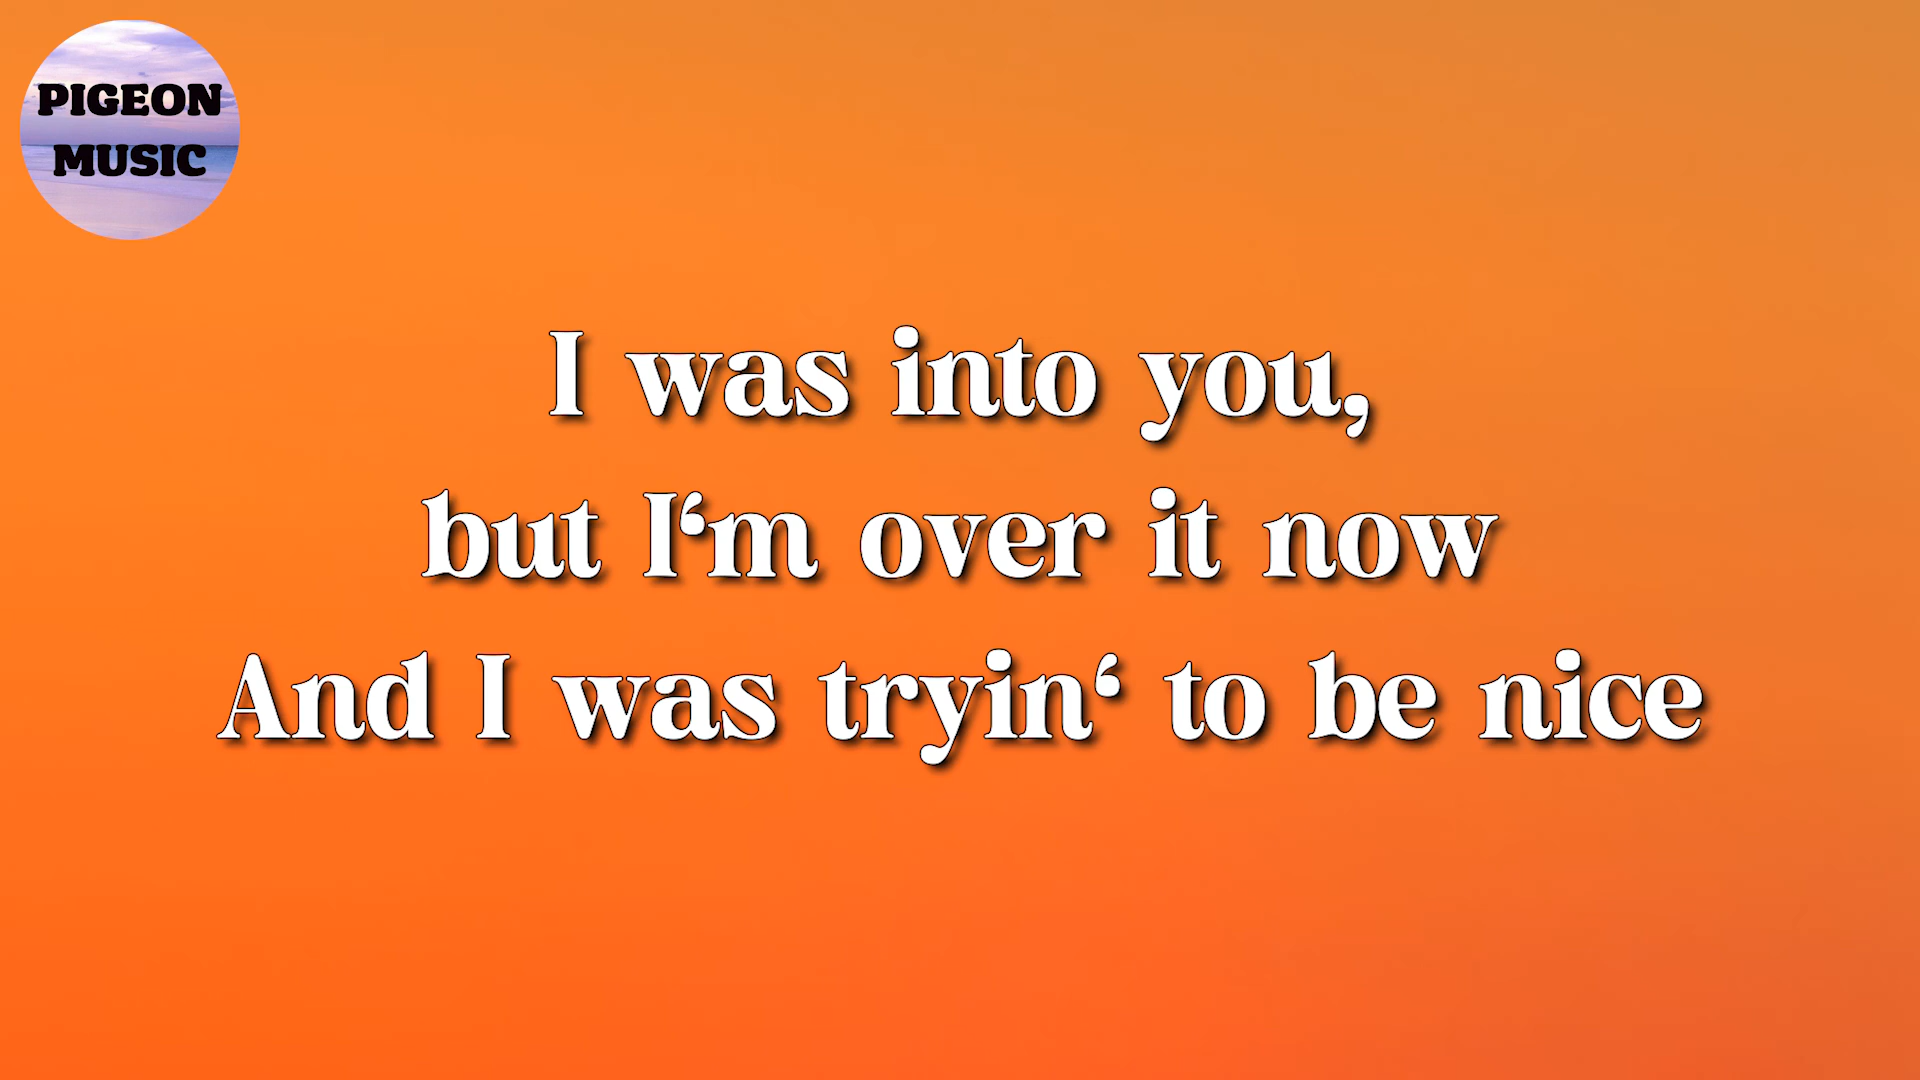 PIGEON
MUSIC
I was into you,
but I‘m over it now
And I was tryin‘ to be nice